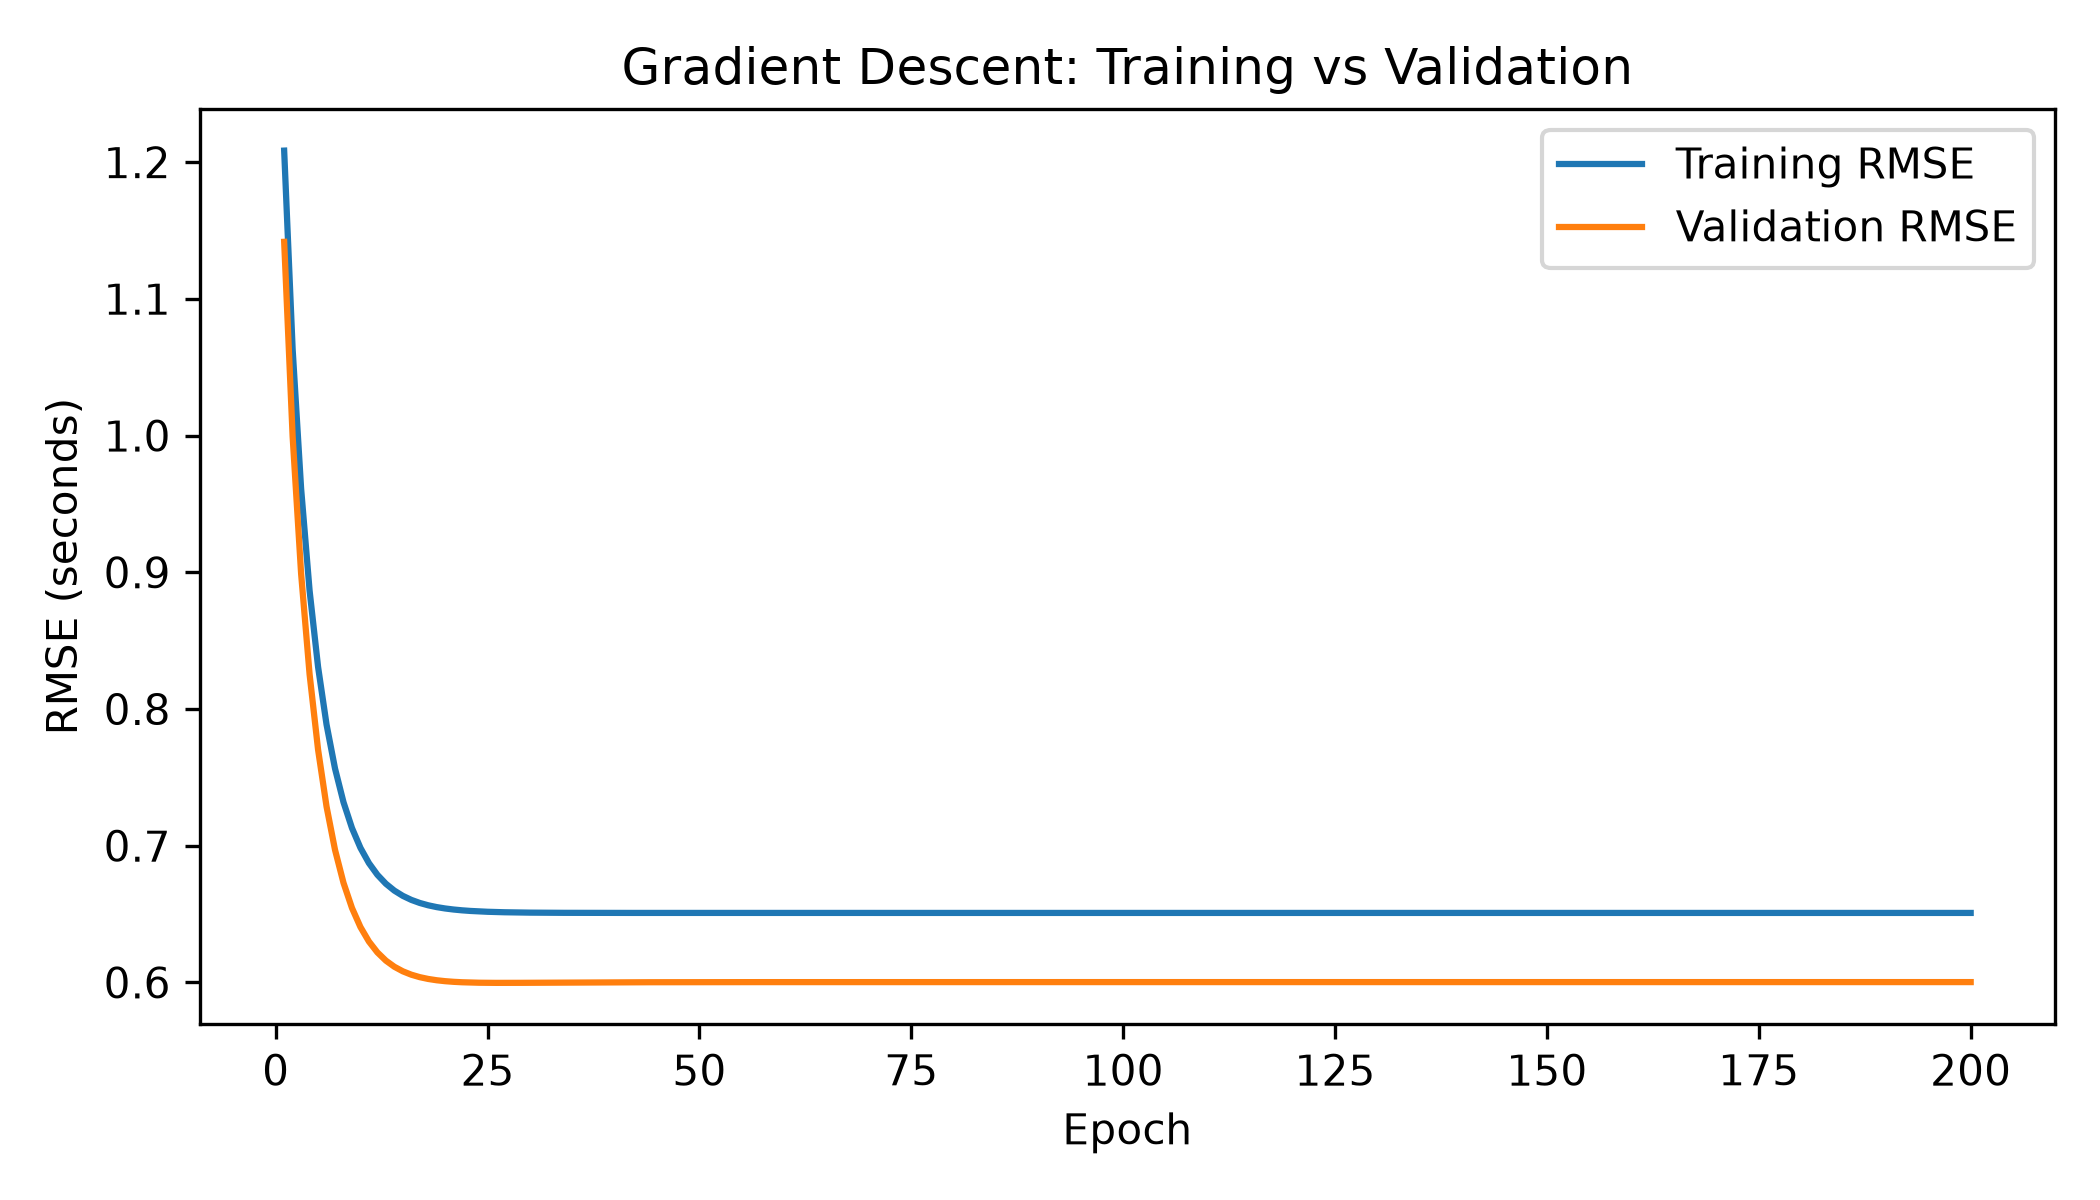 Gradient Descent: Training vs Validation
Training RMSE
Validation RMSE
RMSE (seconds)
1.2
1.1
1.0
0.9
0.8
0.7
0.6
0 25 50 75 100 125 150 175 200
Epoch